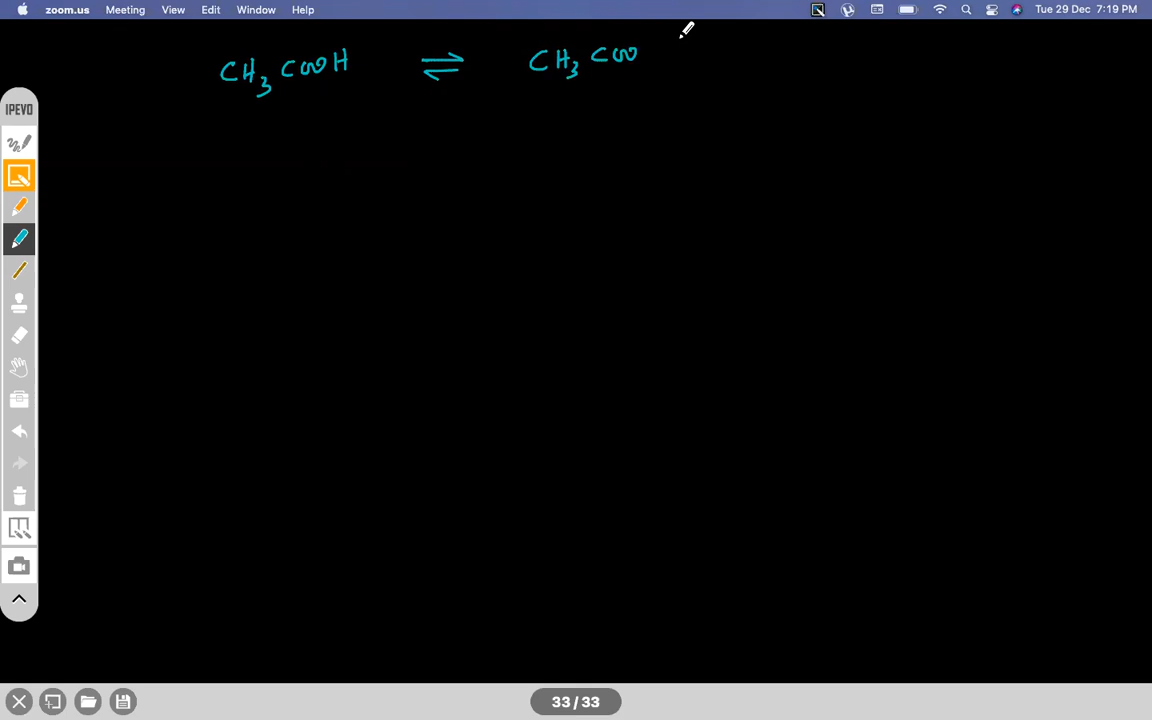 zoom.us Meeting View Edit Window Help Tue 29 Dec 7:19 PM
CH₃COOH ⇌ CH₃COO
IPEVO
33/33